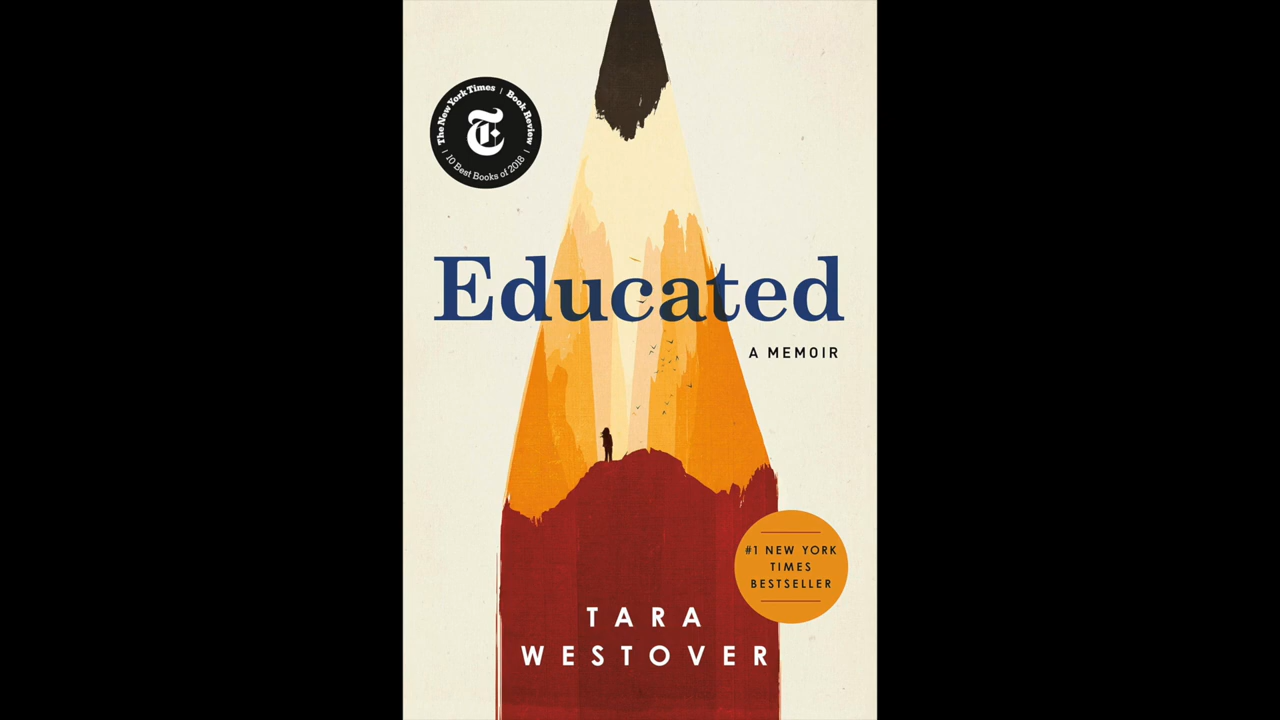 The New York Times | Book Review
| 10 Best Books of 2018 |
Educated
A MEMOIR
#1 NEW YORK
TIMES
BESTSELLER
TARA
WESTOVER